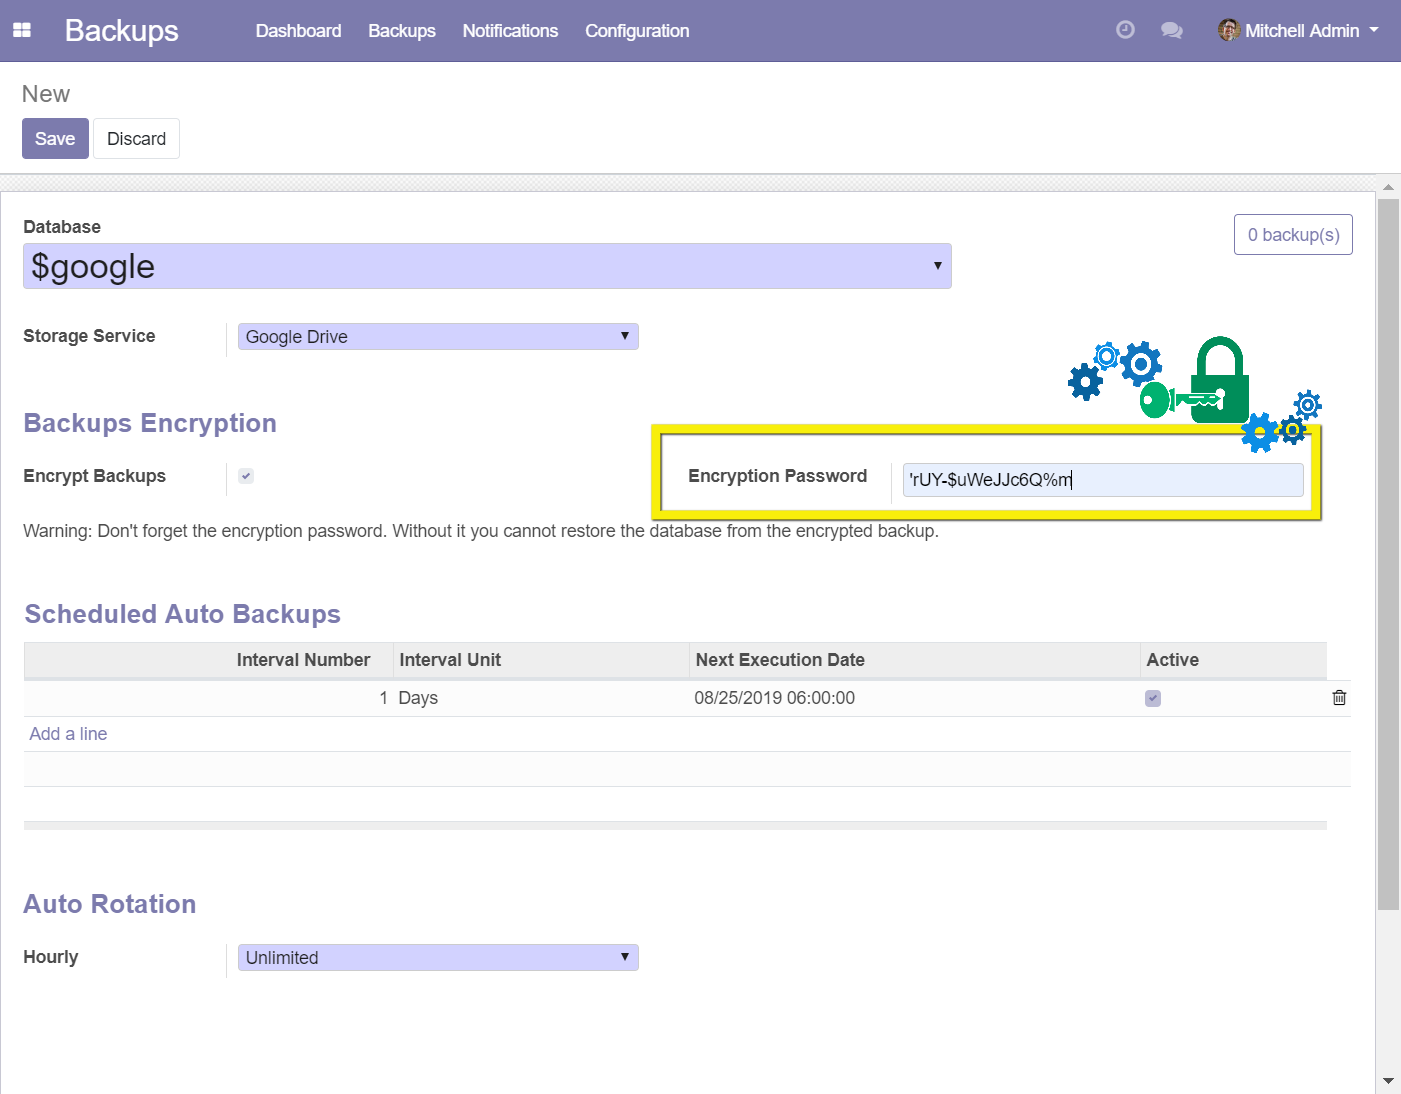 Backups Dashboard Backups Notifications Configuration Mitchell Admin
New
Save Discard
Database
0 backup(s)
$google
Storage Service Google Drive
Backups Encryption
Encrypt Backups Encryption Password 'rUY-$uWeJJc6Q%m
Warning: Don't forget the encryption password. Without it you cannot restore the database from the encrypted backup.
Scheduled Auto Backups
Interval Number Interval Unit Next Execution Date Active
1 Days 08/25/2019 06:00:00
Add a line
Auto Rotation
Hourly Unlimited